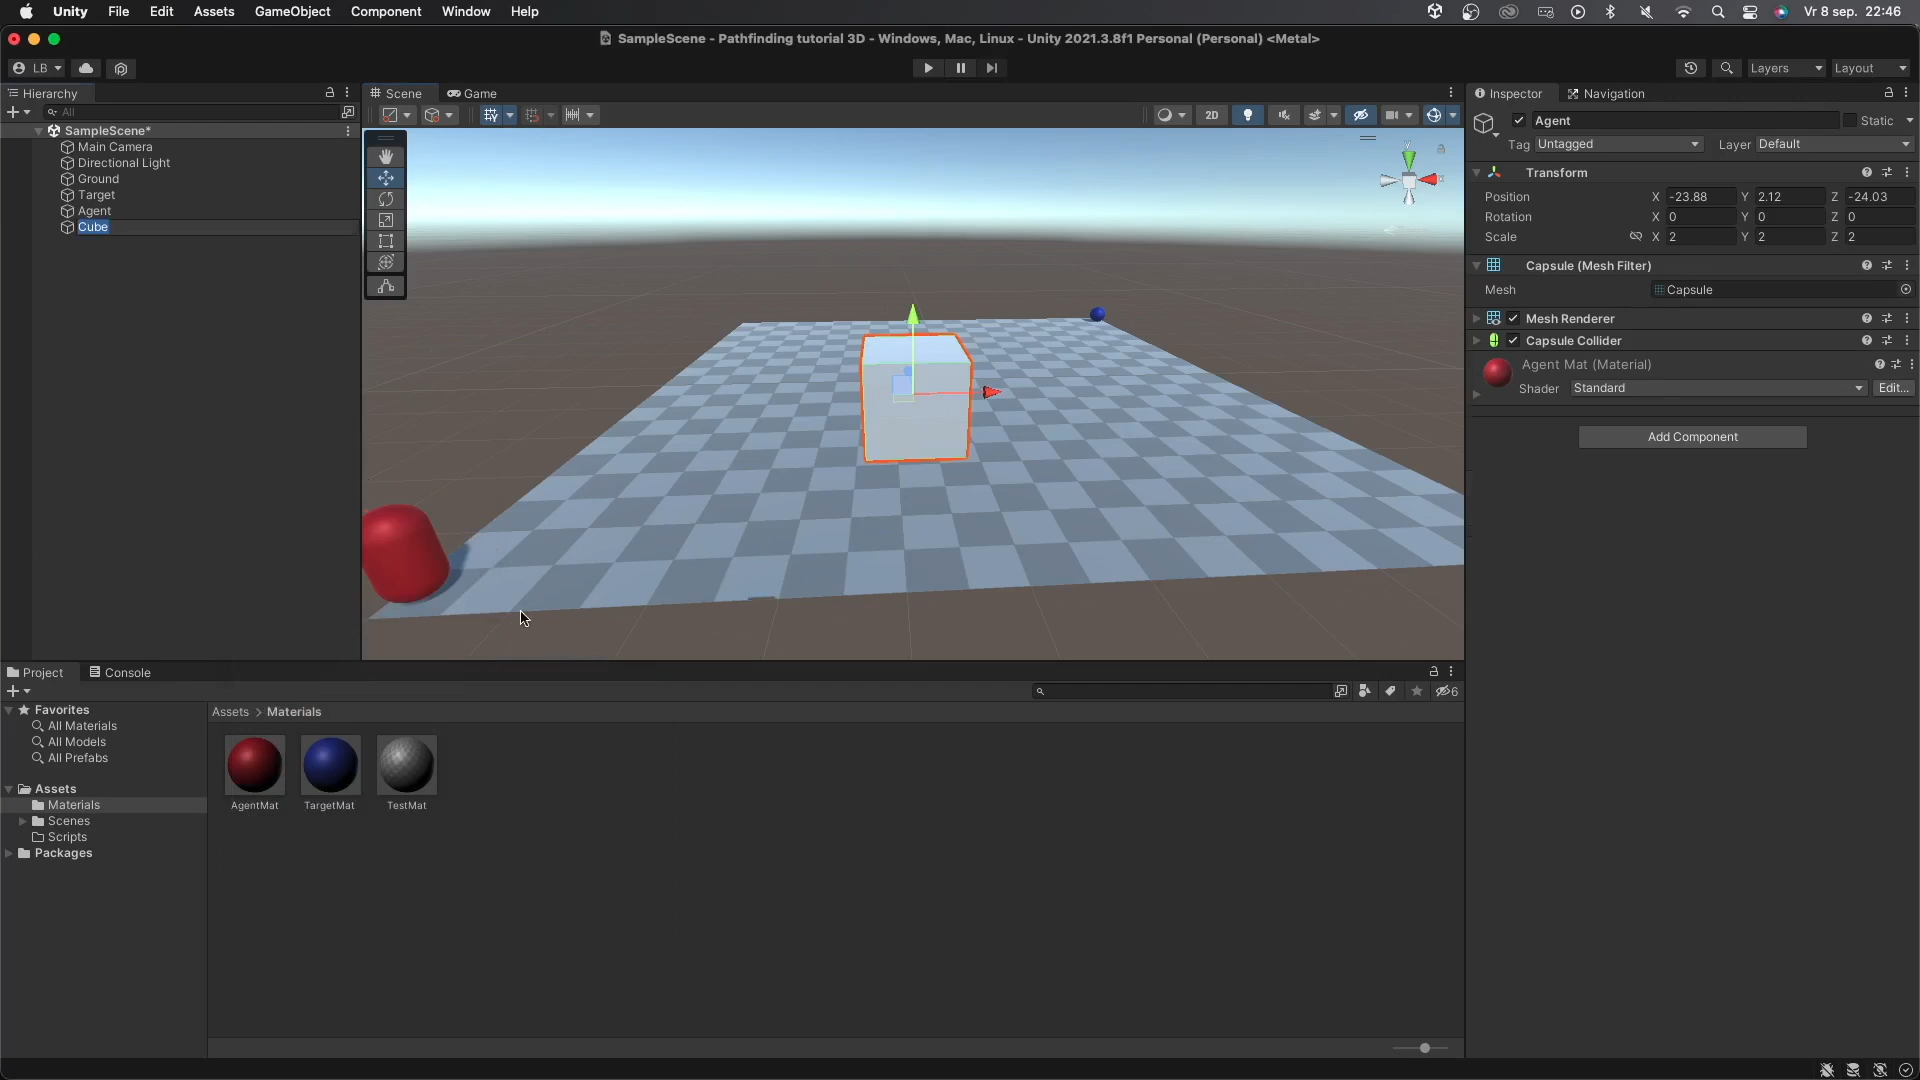 Unity File Edit Assets GameObject Component Window Help Vr 8 sep. 22:46
SampleScene - Pathfinding tutorial 3D - Windows, Mac, Linux - Unity 2021.3.8f1 Personal (Personal) <Metal>
LB Layers Layout
Hierarchy
All
SampleScene*
Main Camera
Directional Light
Ground
Target
Agent
Cube
Scene Game
2D
Inspector Navigation
Agent Static
Tag Untagged Layer Default
Transform
Position X -23.88 Y 2.12 Z -24.03
Rotation X 0 Y 0 Z 0
Scale X 2 Y 2 Z 2
Capsule (Mesh Filter)
Mesh Capsule
Mesh Renderer
Capsule Collider
Agent Mat (Material)
Shader Standard Edit...
Add Component
Project Console
6
Favorites
All Materials
All Models
All Prefabs
Assets
Materials
Scenes
Scripts
Packages
Assets > Materials
AgentMat TargetMat TestMat